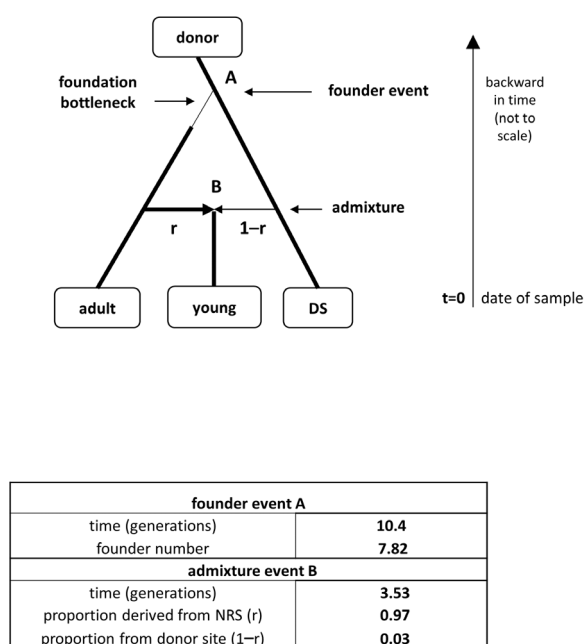 donor
A
foundation
bottleneck
founder event
backward
in time
(not to
scale)
B
admixture
r
1−r
adult
young
DS
t=0
date of sample
founder event A
time (generations) 10.4
founder number 7.82
admixture event B
time (generations) 3.53
proportion derived from NRS (r) 0.97
proportion from donor site (1−r) 0.03